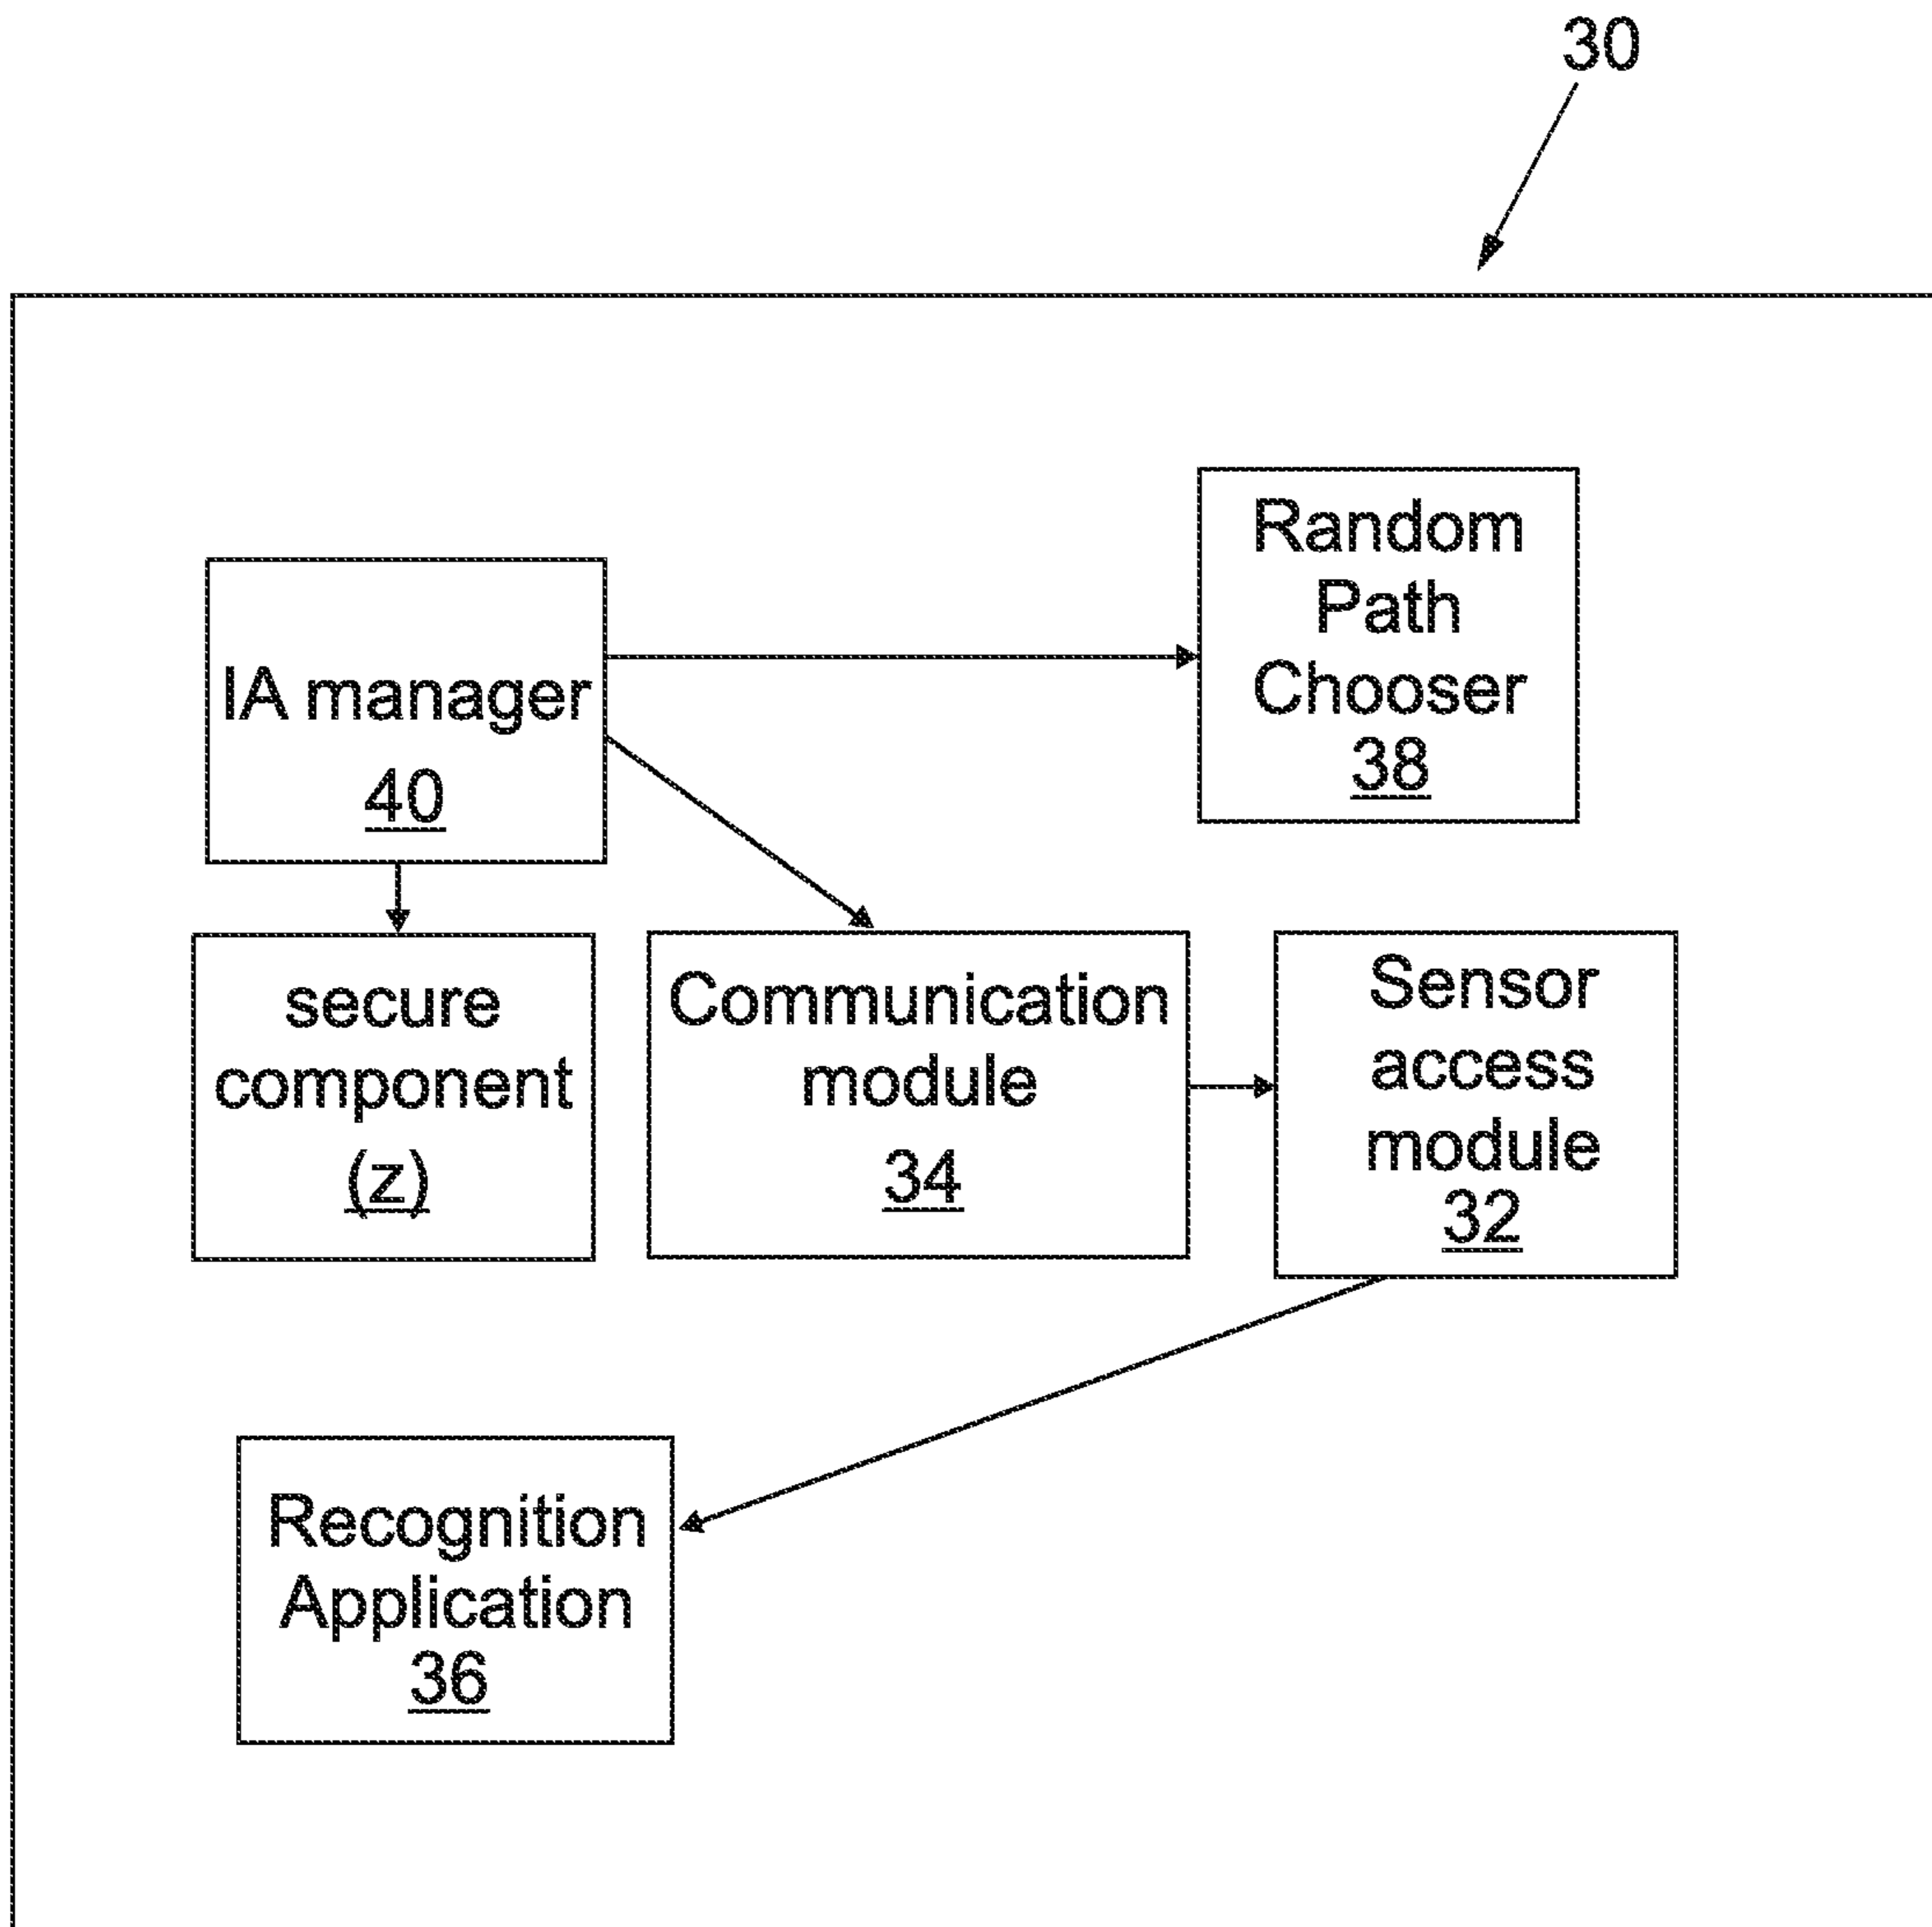 30
Random
Path
Chooser
38
IA manager
40
secure
component
(z)
Communication
module
34
Sensor
access
module
32
Recognition
Application
36